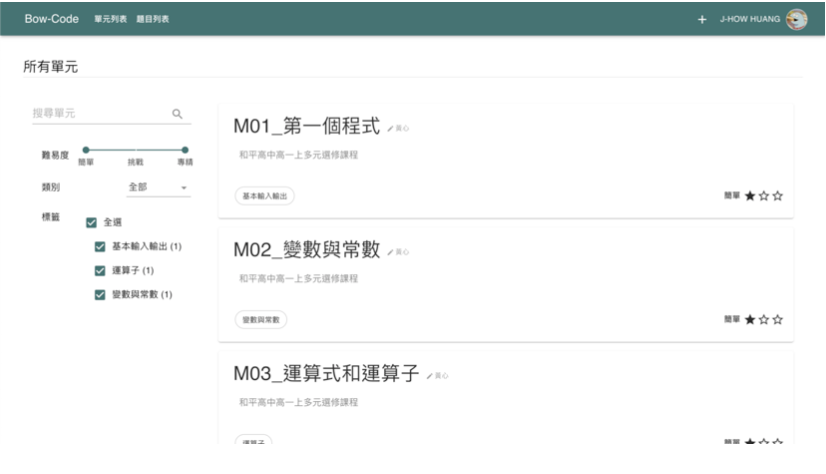 Bow-Code 單元列表 題目列表
+ J-HOW HUANG
所有單元
搜尋單元
難易度
簡單 挑戰 專精
類別 全部
標籤 全選
基本輸入輸出 (1)
運算子 (1)
變數與常數 (1)
M01_第一個程式
和平高中高一上多元選修課程
基本輸入輸出
簡單
M02_變數與常數
和平高中高一上多元選修課程
變數與常數
簡單
M03_運算式和運算子
和平高中高一上多元選修課程
運算子
簡單